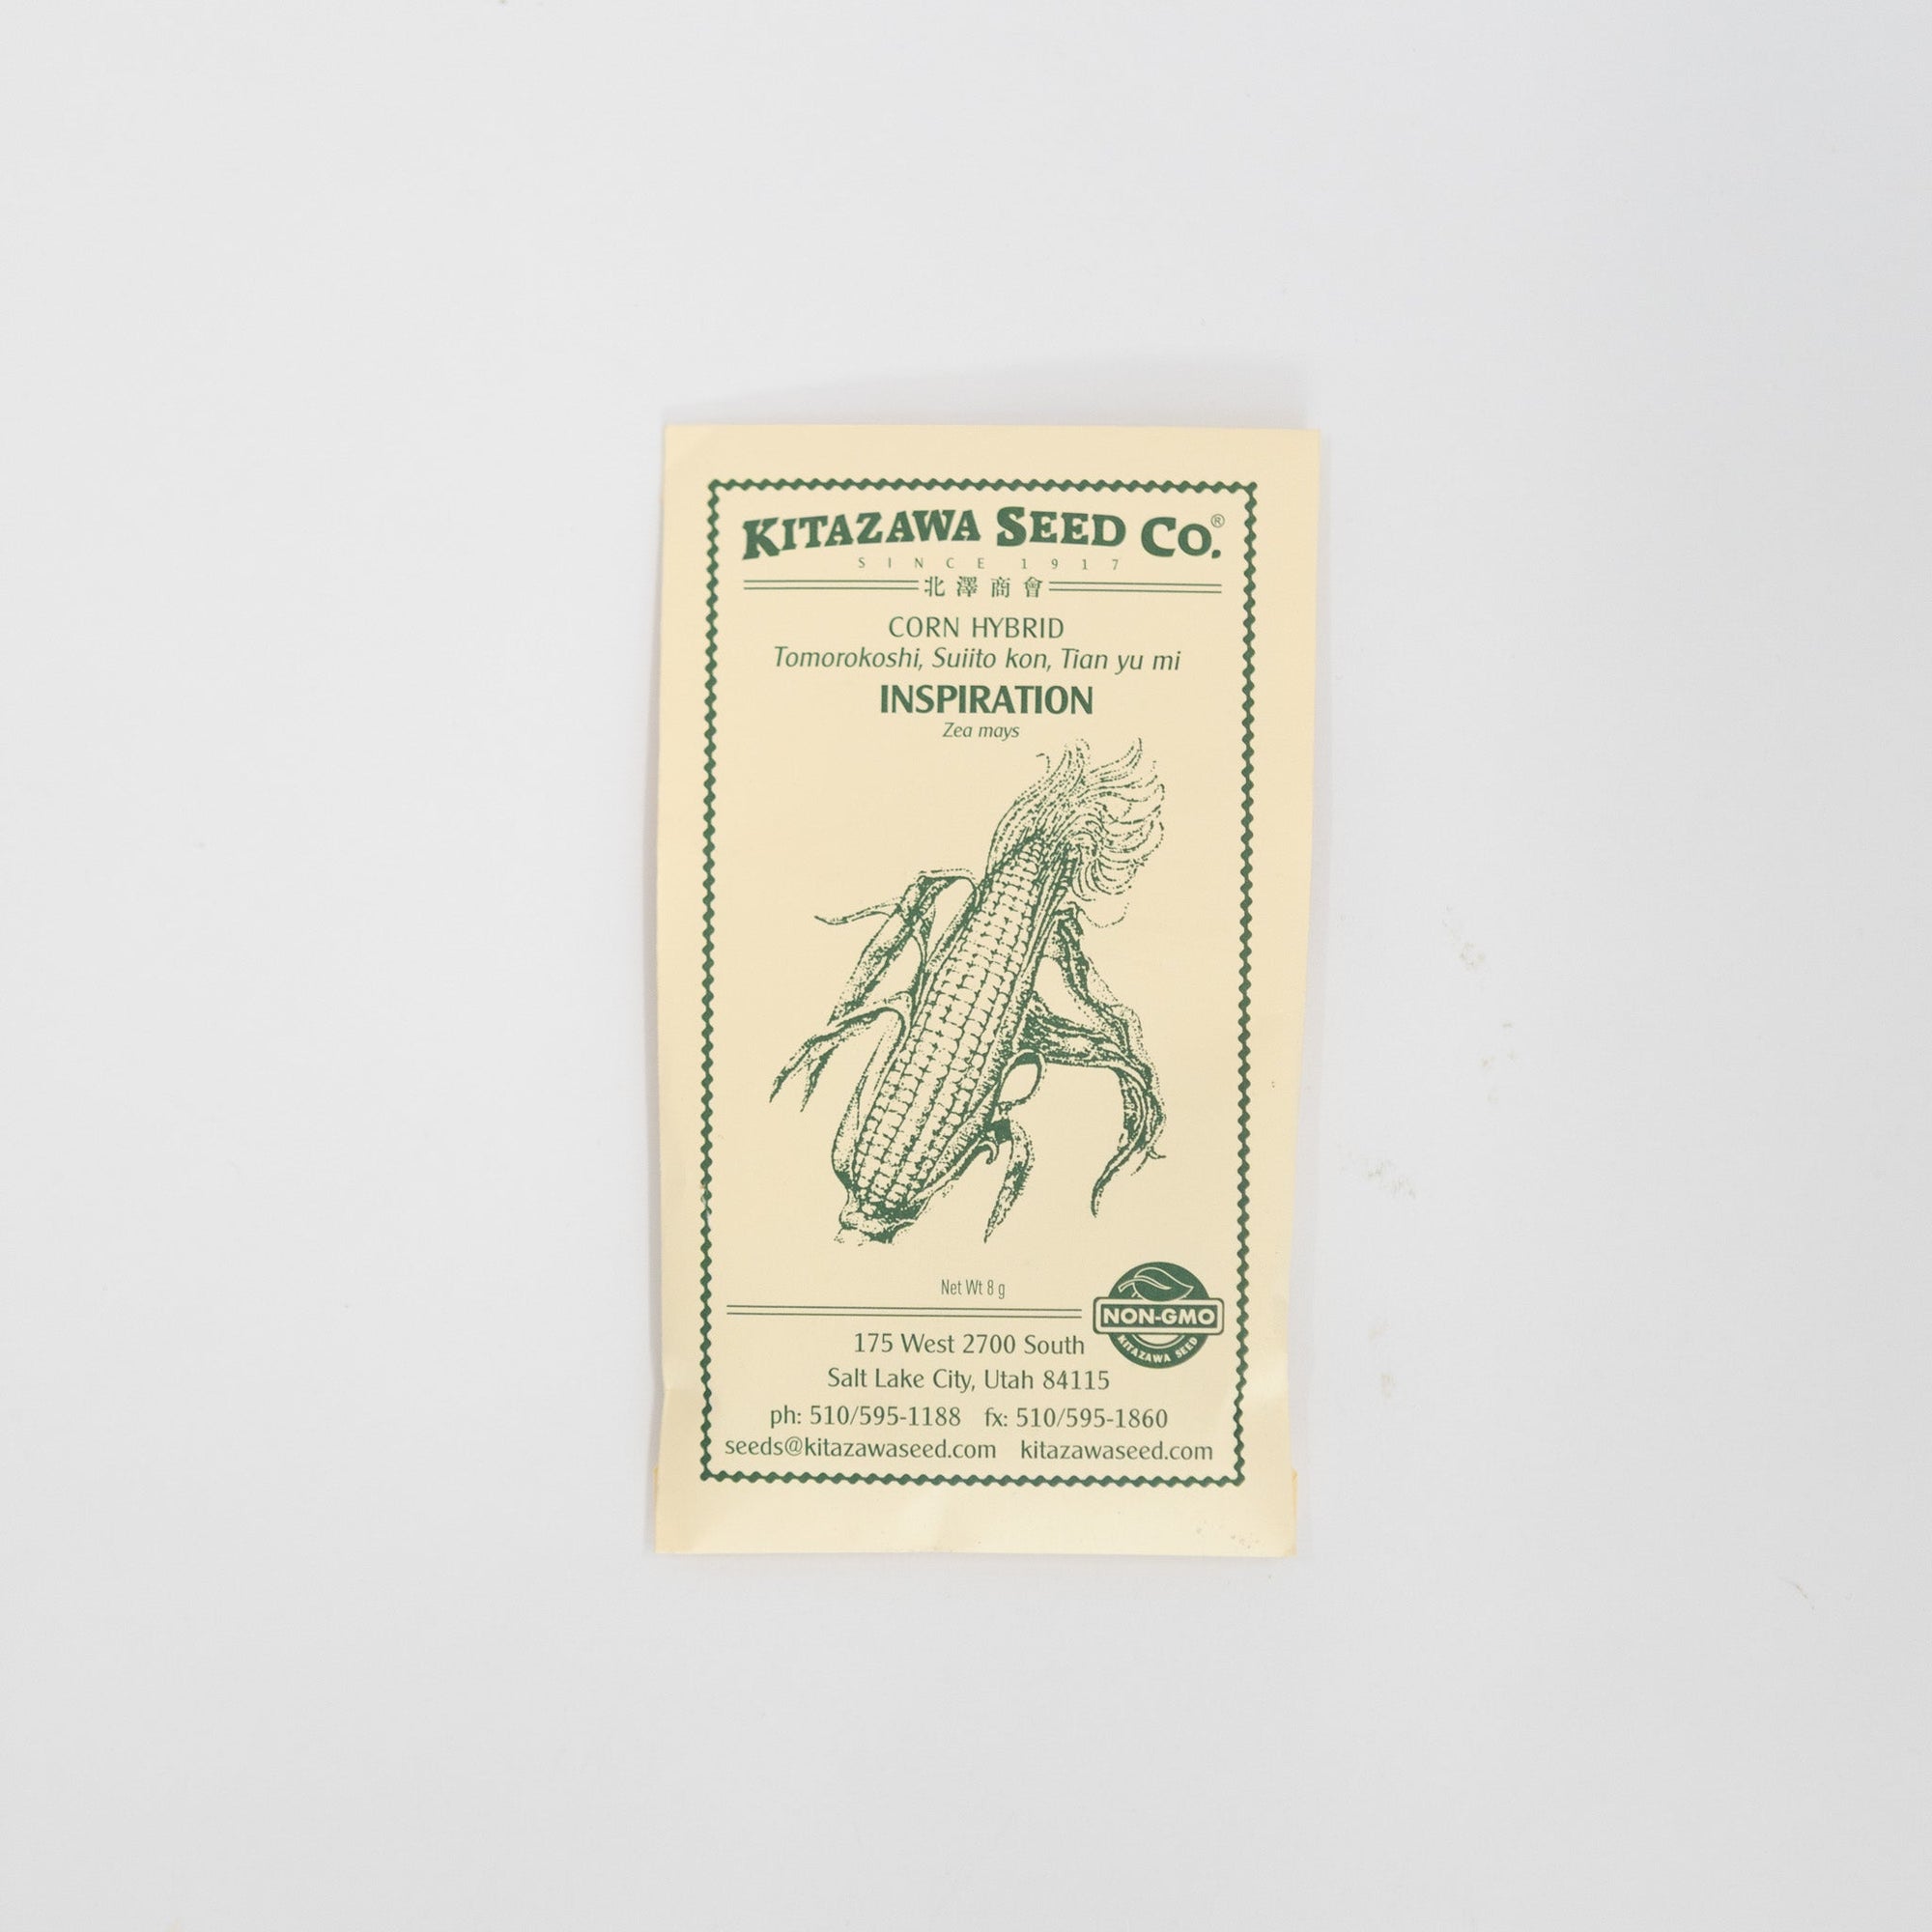 KITAZAWA SEED CO.®
SINCE 1917
北澤商會
CORN HYBRID
Tomorokoshi, Suiito kon, Tian yu mi
INSPIRATION
Zea mays
Net Wt 8 g
NON-GMO
KITAZAWA SEED
175 West 2700 South
Salt Lake City, Utah 84115
ph: 510/595-1188 fx: 510/595-1860
seeds@kitazawaseed.com kitazawaseed.com